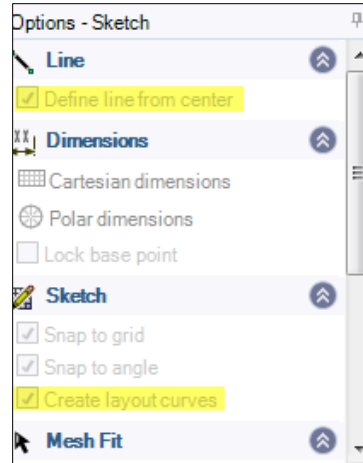 Options - Sketch
Line
Define line from center
Dimensions
Cartesian dimensions
Polar dimensions
Lock base point
Sketch
Snap to grid
Snap to angle
Create layout curves
Mesh Fit